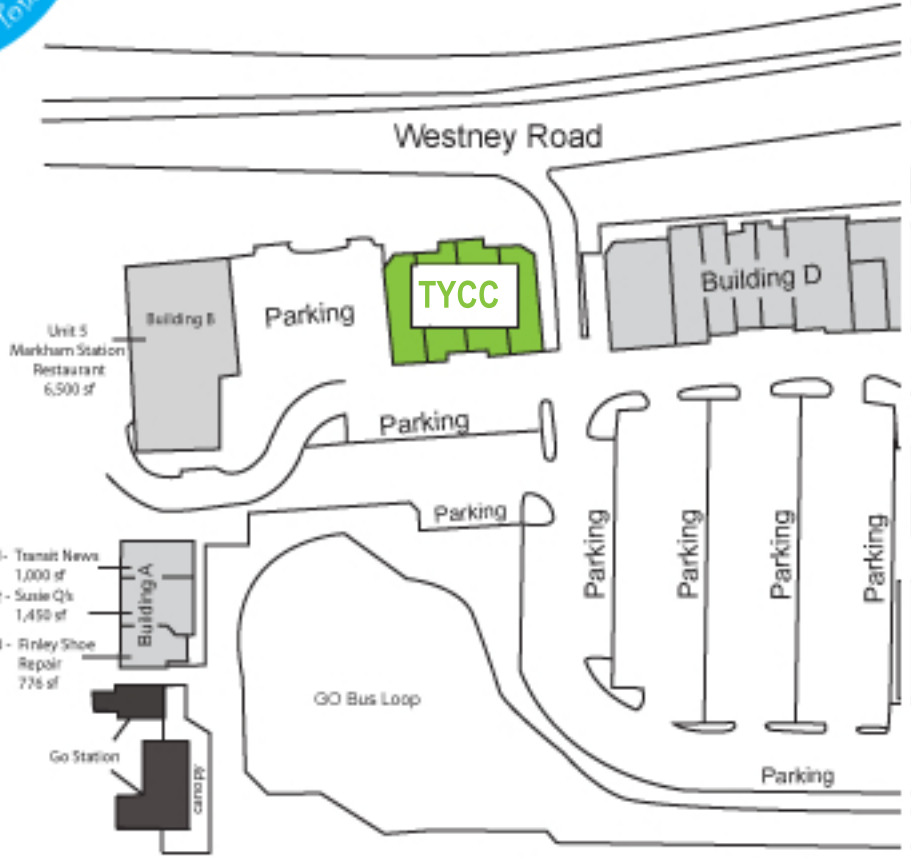 Westney Road
Building B
Parking
TYCC
Building D
Unit 5
Markham Station
Restaurant
6,500 sf
Parking
Parking
Parking
Parking
Parking
Parking
- Transit News
1,000 sf
- Susie Q's
1,450 sf
- Finley Shoe
Repair
776 sf
Building A
GO Bus Loop
Go Station
canopy
Parking